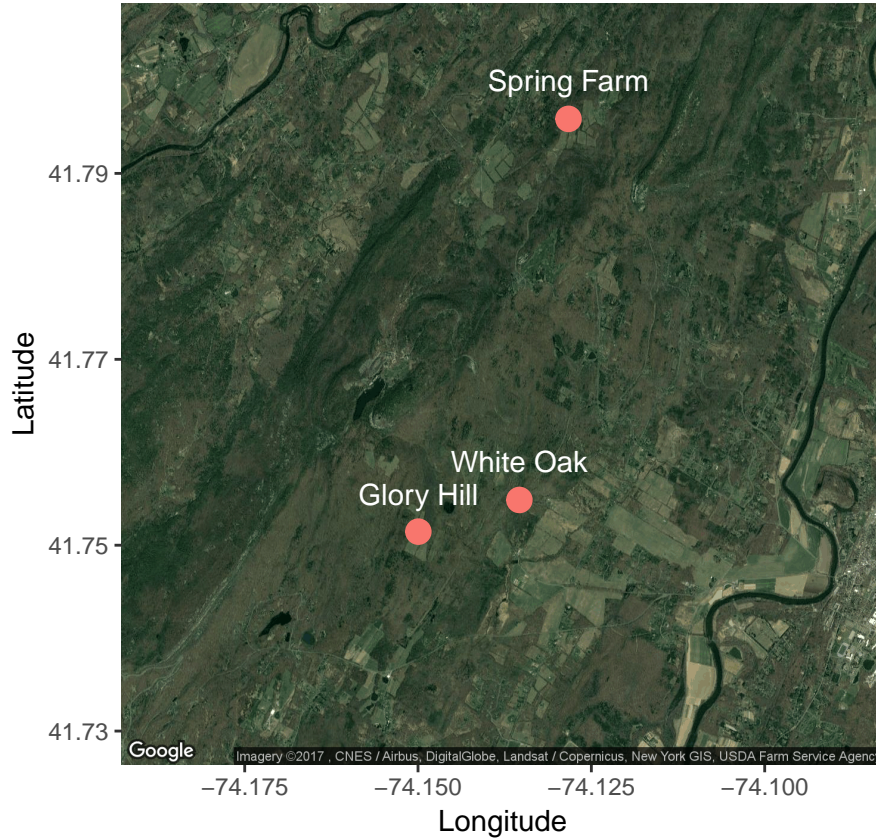 Spring Farm
41.79
41.77
Latitude
White Oak
Glory Hill
41.75
41.73
Google
Imagery ©2017 , CNES / Airbus, DigitalGlobe, Landsat / Copernicus, New York GIS, USDA Farm Service Agency
−74.175
−74.150
−74.125
−74.100
Longitude